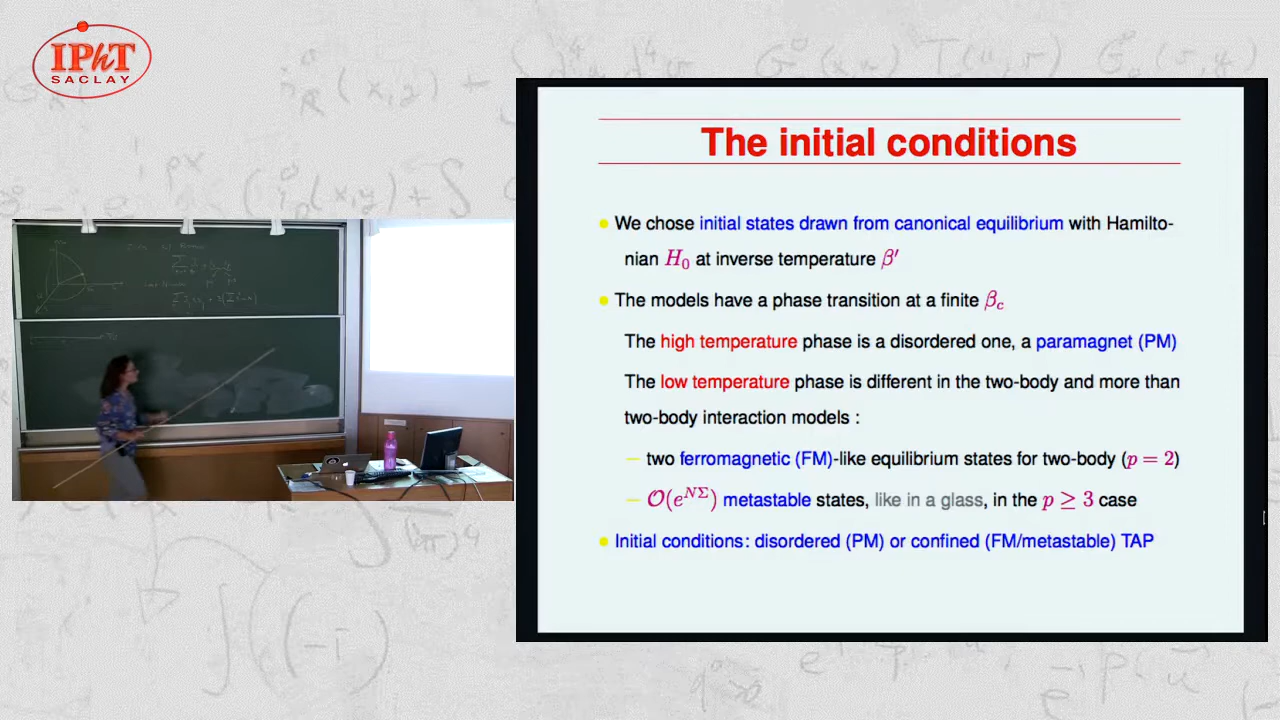 IPhT
SACLAY
The initial conditions
We chose initial states drawn from canonical equilibrium with Hamilto-
nian H₀ at inverse temperature β′
The models have a phase transition at a finite β_c
The high temperature phase is a disordered one, a paramagnet (PM)
The low temperature phase is different in the two-body and more than
two-body interaction models :
– two ferromagnetic (FM)-like equilibrium states for two-body (p = 2)
– O(e^{NΣ}) metastable states, like in a glass, in the p ≥ 3 case
Initial conditions: disordered (PM) or confined (FM/metastable) TAP